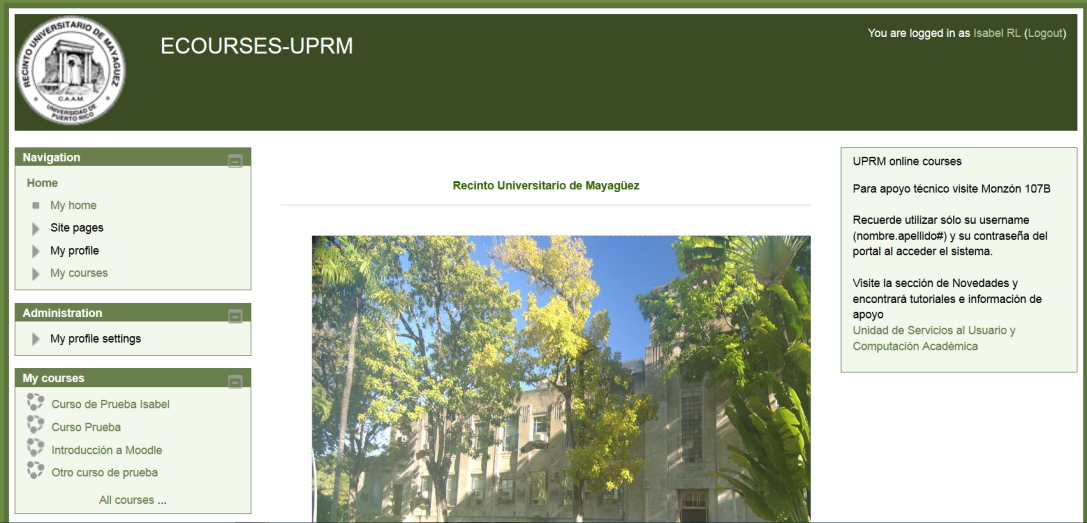 RECINTO UNIVERSITARIO DE MAYAGUEZ
C.A.A.M.
UNIVERSIDAD DE PUERTO RICO
ECOURSES-UPRM
You are logged in as Isabel RL (Logout)
Navigation
Home
My home
Site pages
My profile
My courses
Administration
My profile settings
My courses
Curso de Prueba Isabel
Curso Prueba
Introducción a Moodle
Otro curso de prueba
All courses ...
Recinto Universitario de Mayagüez
UPRM online courses
Para apoyo técnico visite Monzón 107B
Recuerde utilizar sólo su username
(nombre.apellido#) y su contraseña del
portal al acceder el sistema.
Visite la sección de Novedades y
encontrará tutoriales e información de
apoyo
Unidad de Servicios al Usuario y
Computación Académica